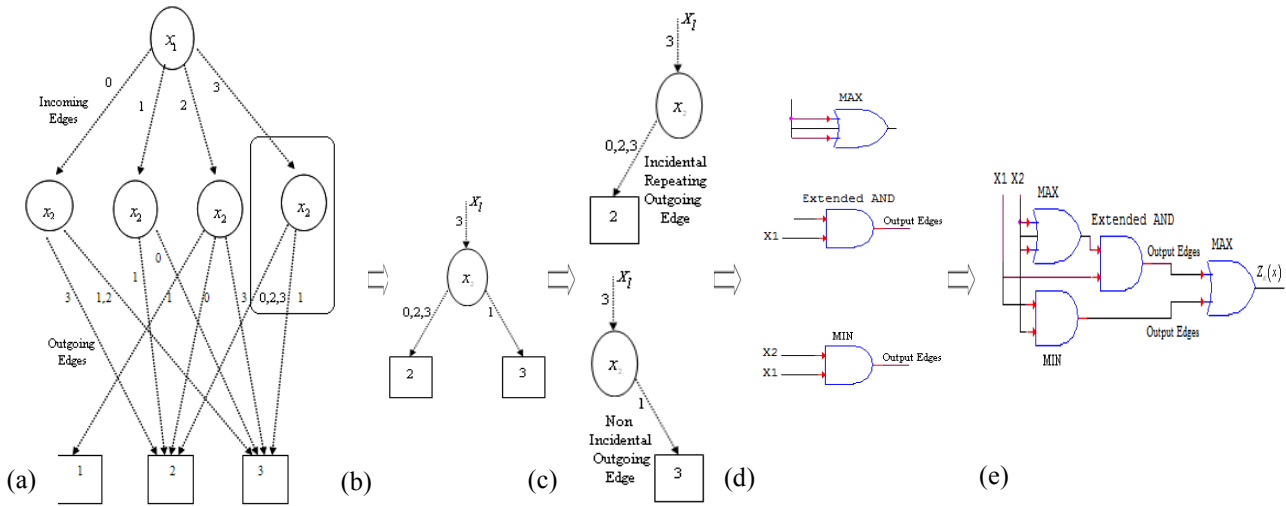 x1
0
1
2
3
Incoming
Edges
x2
x2
x2
x2
3
1,2
1
0
1
0
3
0,2,3
1
Outgoing
Edges
1
2
3
(a)
Xl
3
x2
0,2,3
1
2
3
(b)
Xl
3
x2
0,2,3
Incidental
Repeating
Outgoing
Edge
2
Xl
3
x2
1
Non
Incidental
Outgoing
Edge
3
(c)
MAX
Extended AND
X1
Output Edges
MIN
X2
X1
Output Edges
(d)
X1 X2
MAX
Extended AND
Output Edges
MAX
Output Edges
MIN
(e)